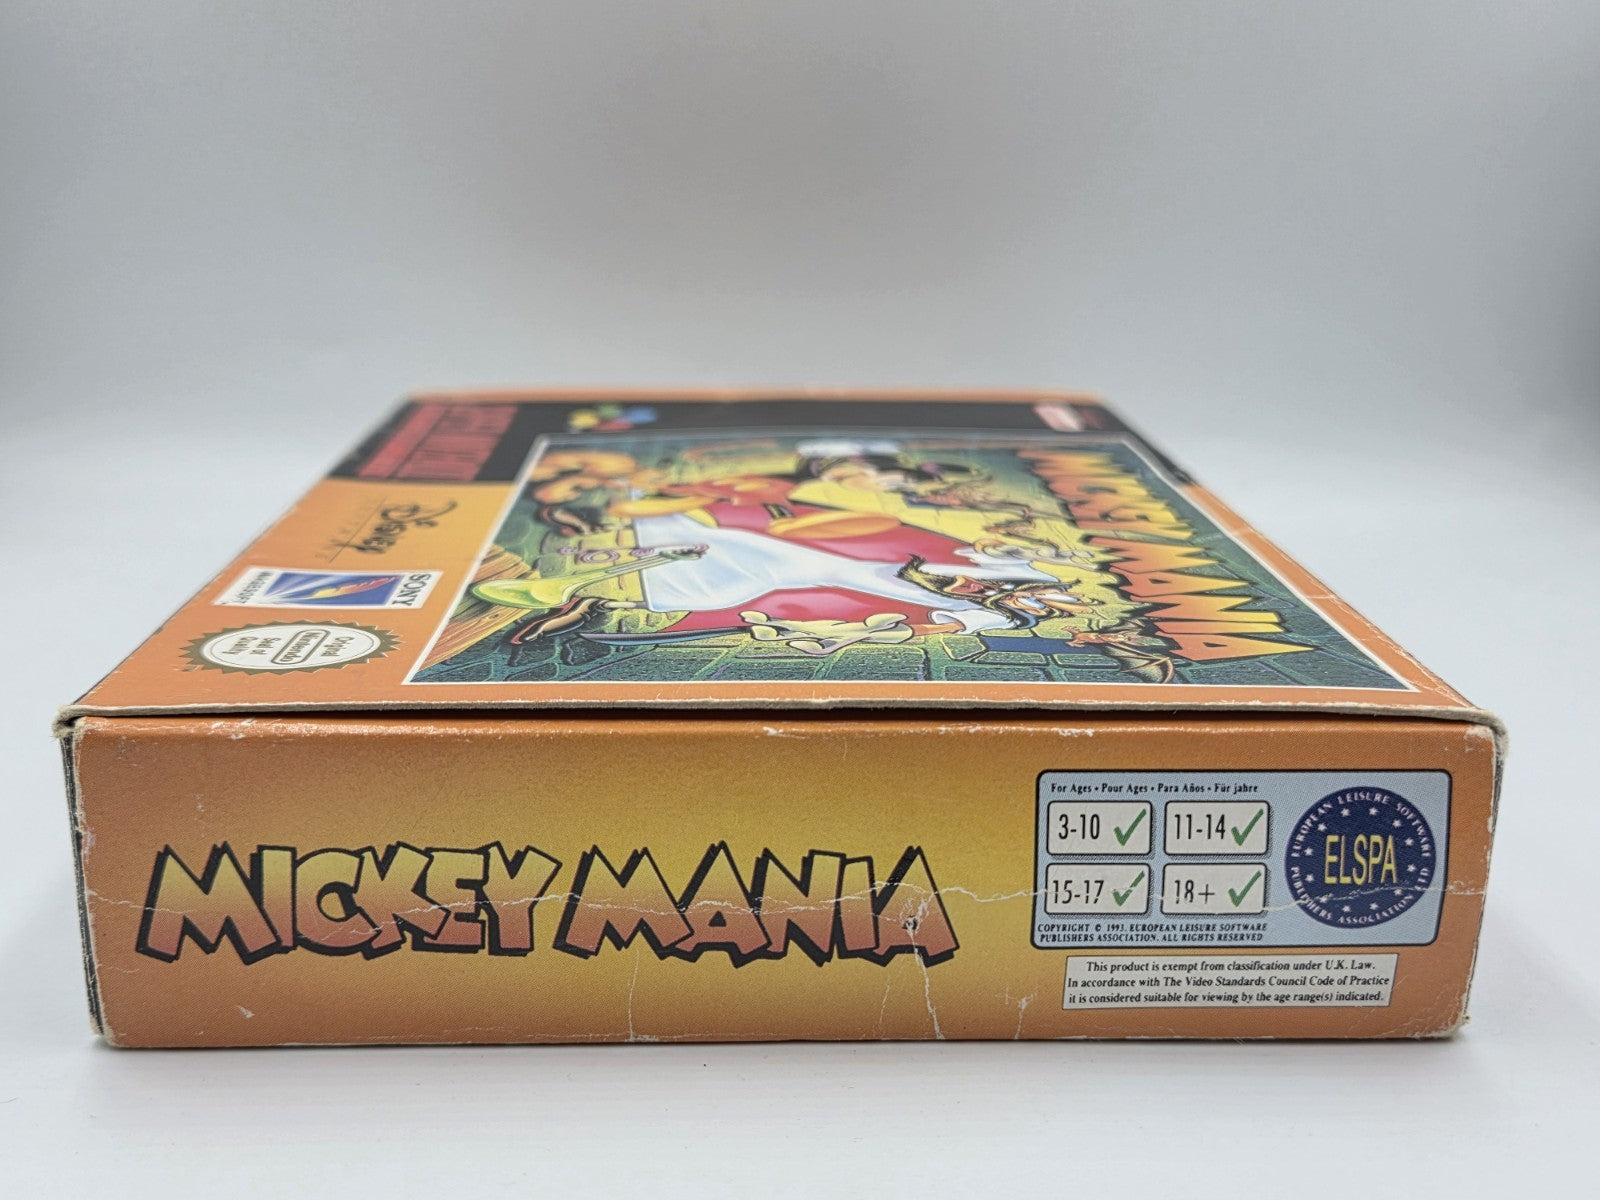 SUPER NINTENDO
DISNEY
SONY
IMAGESOFT
Original
Nintendo
Seal of
Quality
MICKEY MANIA
MICKEY MANIA
For Ages • Pour Ages • Para Años • Für jahre
3-10
11-14
15-17
18+
COPYRIGHT © 1993. EUROPEAN LEISURE SOFTWARE
PUBLISHERS ASSOCIATION. ALL RIGHTS RESERVED
EUROPEAN LEISURE SOFTWARE
PUBLISHERS ASSOCIATION LTD
ELSPA
This product is exempt from classification under U.K. Law.
In accordance with The Video Standards Council Code of Practice
it is considered suitable for viewing by the age range(s) indicated.